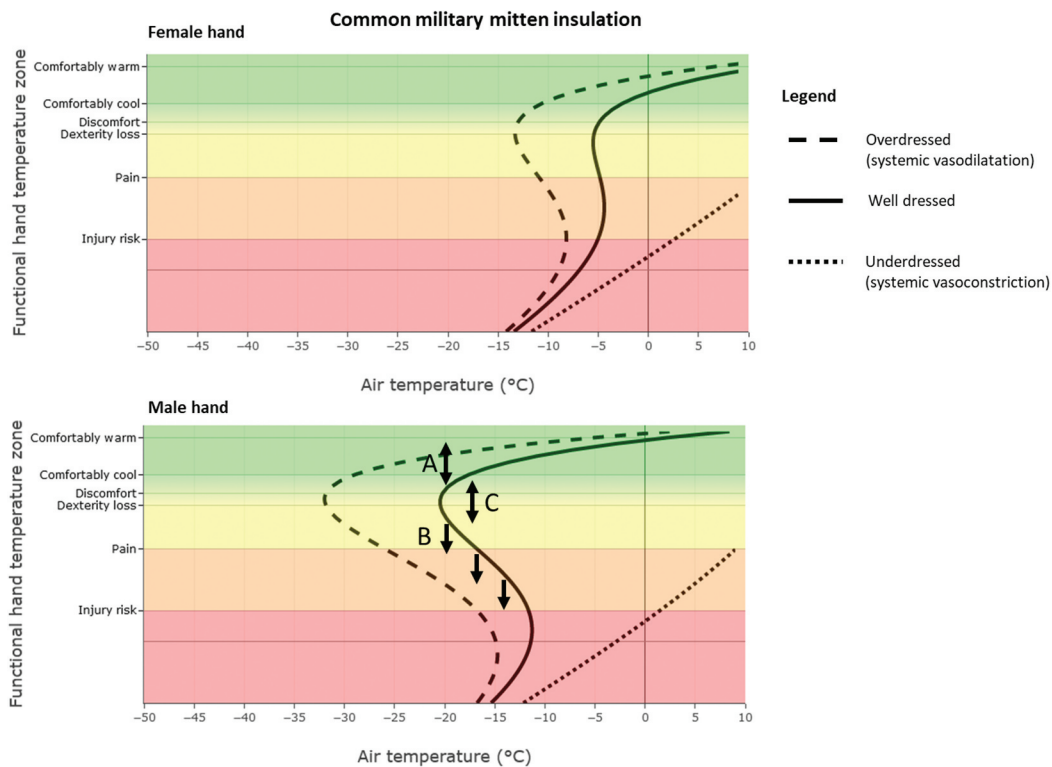 Common military mitten insulation
Female hand
Functional hand temperature zone
Comfortably warm
Comfortably cool
Discomfort
Dexterity loss
Pain
Injury risk
−50 −45 −40 −35 −30 −25 −20 −15 −10 −5 0 5 10
Air temperature (°C)
Legend
Overdressed
(systemic vasodilatation)
Well dressed
Underdressed
(systemic vasoconstriction)
Male hand
Functional hand temperature zone
Comfortably warm
Comfortably cool
Discomfort
Dexterity loss
Pain
Injury risk
A
C
B
−50 −45 −40 −35 −30 −25 −20 −15 −10 −5 0 5 10
Air temperature (°C)